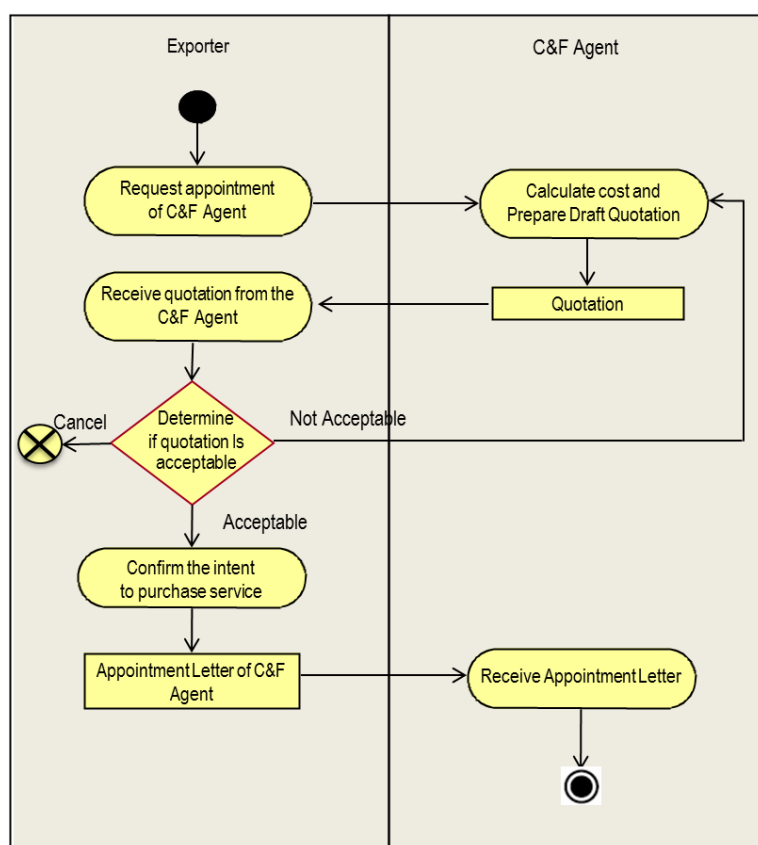 Exporter
C&F Agent
Request appointment
of C&F Agent
Calculate cost and
Prepare Draft Quotation
Receive quotation from the
C&F Agent
Quotation
Cancel
Determine
if quotation Is
acceptable
Not Acceptable
Acceptable
Confirm the intent
to purchase service
Appointment Letter of C&F
Agent
Receive Appointment Letter